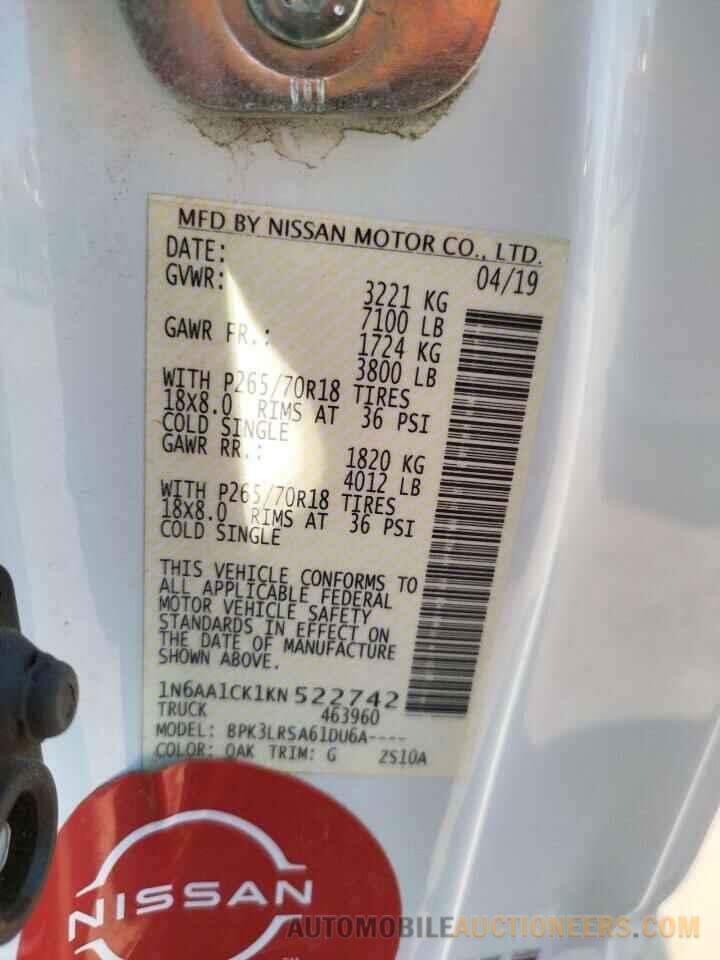 MFD BY NISSAN MOTOR CO., LTD.
DATE: 04/19
GVWR: 3221 KG
7100 LB
GAWR FR.: 1724 KG
3800 LB
WITH P265/70R18 TIRES
18X8.0 RIMS AT 36 PSI
COLD SINGLE
GAWR RR.: 1820 KG
4012 LB
WITH P265/70R18 TIRES
18X8.0 RIMS AT 36 PSI
COLD SINGLE
THIS VEHICLE CONFORMS TO
ALL APPLICABLE FEDERAL
MOTOR VEHICLE SAFETY
STANDARDS IN EFFECT ON
THE DATE OF MANUFACTURE
SHOWN ABOVE.
1N6AA1CK1KN522742
TRUCK 463960
MODEL: BPK3LRSA61DU6A----
COLOR: QAK TRIM: G ZS10A
NISSAN
AUTOMOBILEAUCTIONEERS.COM